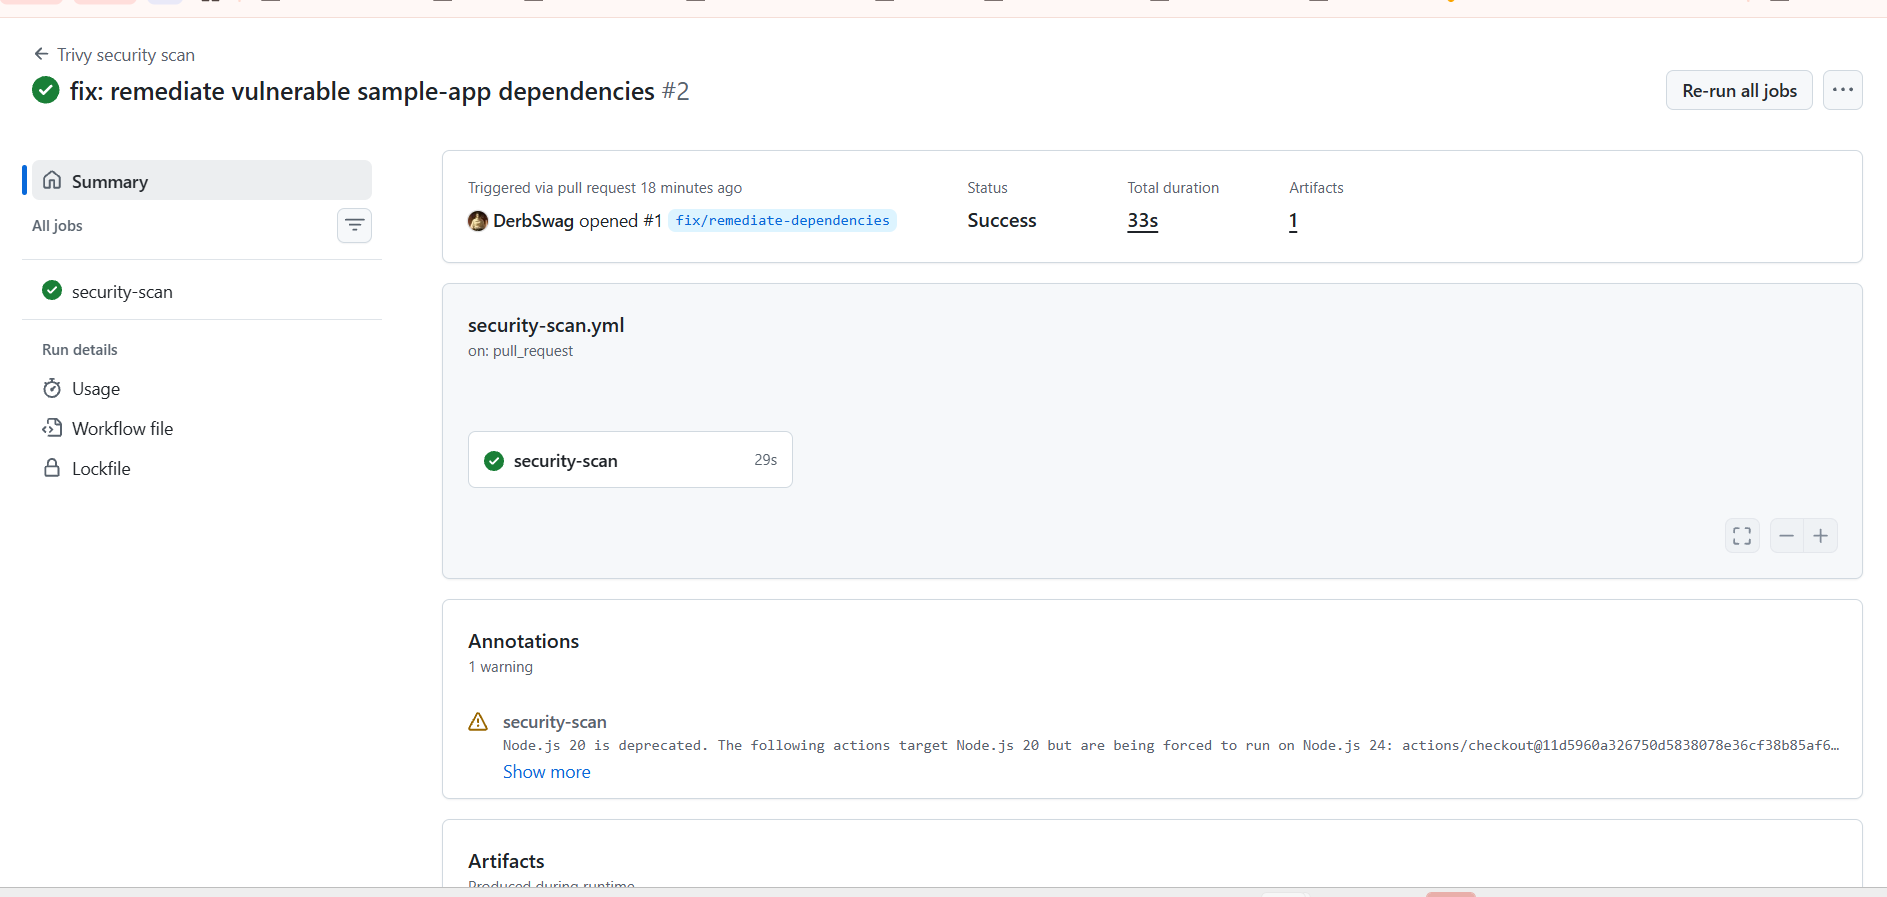 Trivy security scan
fix: remediate vulnerable sample-app dependencies #2
Re-run all jobs
Summary
All jobs
security-scan
Run details
Usage
Workflow file
Lockfile
Triggered via pull request 18 minutes ago
DerbSwag opened #1 fix/remediate-dependencies
Status
Success
Total duration
33s
Artifacts
1
security-scan.yml
on: pull_request
security-scan 29s
Annotations
1 warning
security-scan
Node.js 20 is deprecated. The following actions target Node.js 20 but are being forced to run on Node.js 24: actions/checkout@11d5960a326750d5838078e36cf38b85af6…
Show more
Artifacts
Produced during runtime